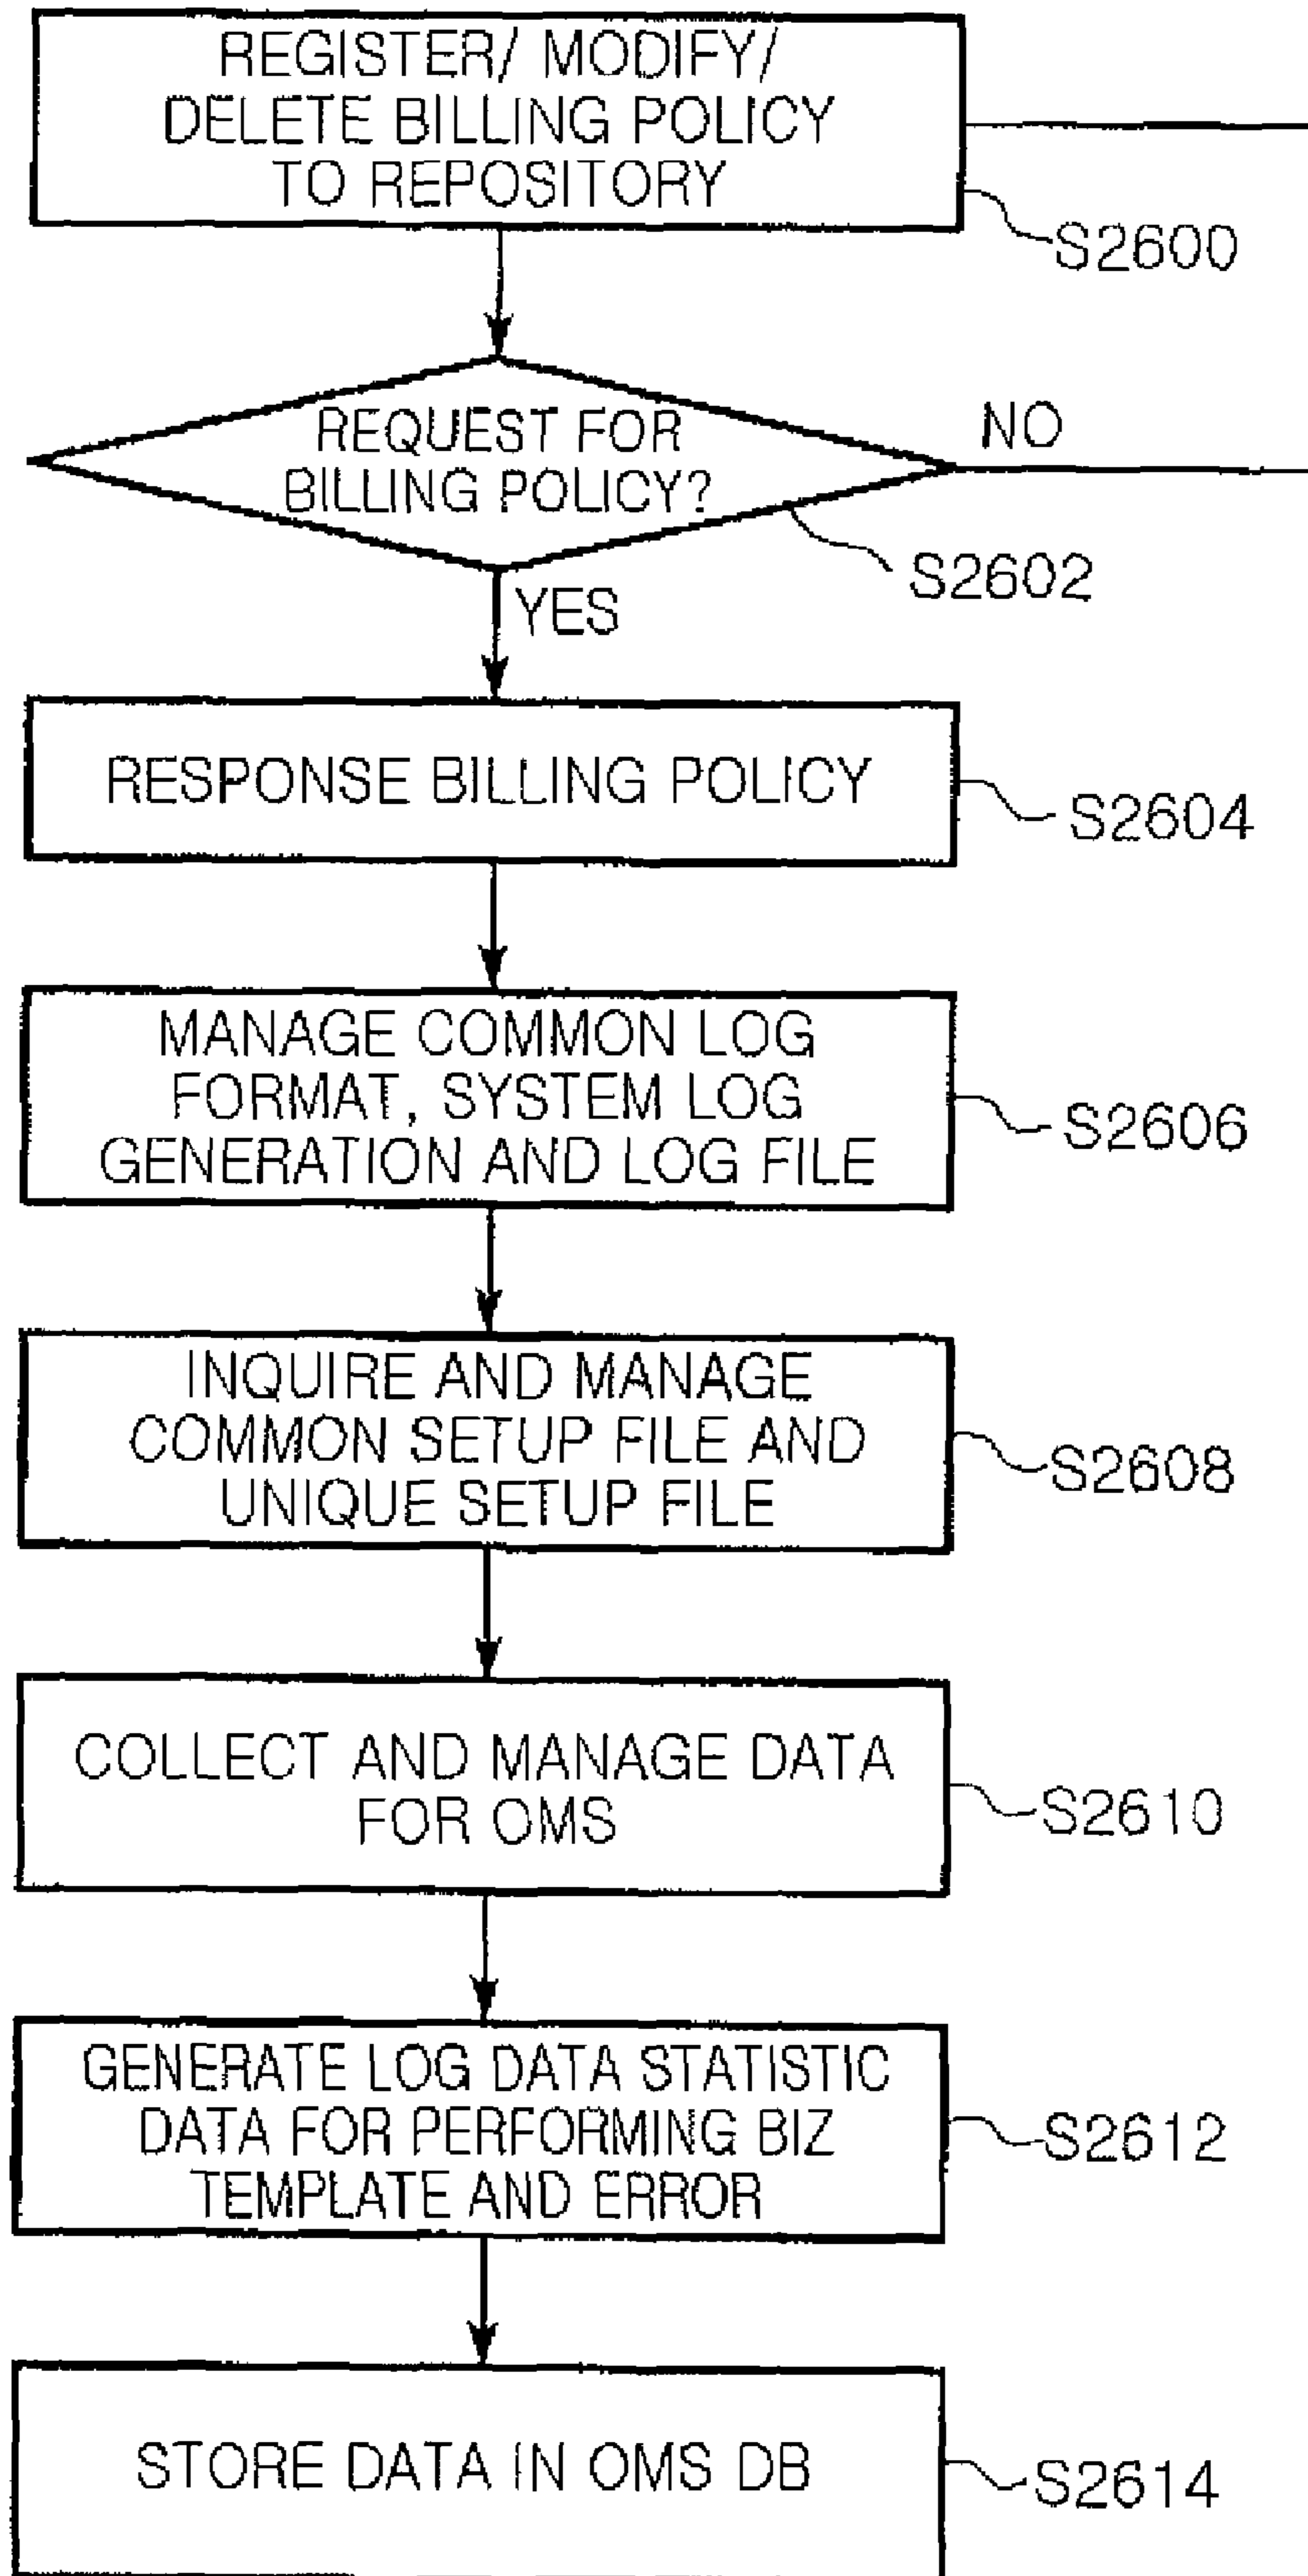 REGISTER/ MODIFY/
DELETE BILLING POLICY
TO REPOSITORY
S2600
REQUEST FOR
BILLING POLICY?
NO
S2602
YES
RESPONSE BILLING POLICY
S2604
MANAGE COMMON LOG
FORMAT, SYSTEM LOG
GENERATION AND LOG FILE
S2606
INQUIRE AND MANAGE
COMMON SETUP FILE AND
UNIQUE SETUP FILE
S2608
COLLECT AND MANAGE DATA
FOR OMS
S2610
GENERATE LOG DATA STATISTIC
DATA FOR PERFORMING BIZ
TEMPLATE AND ERROR
S2612
STORE DATA IN OMS DB
S2614